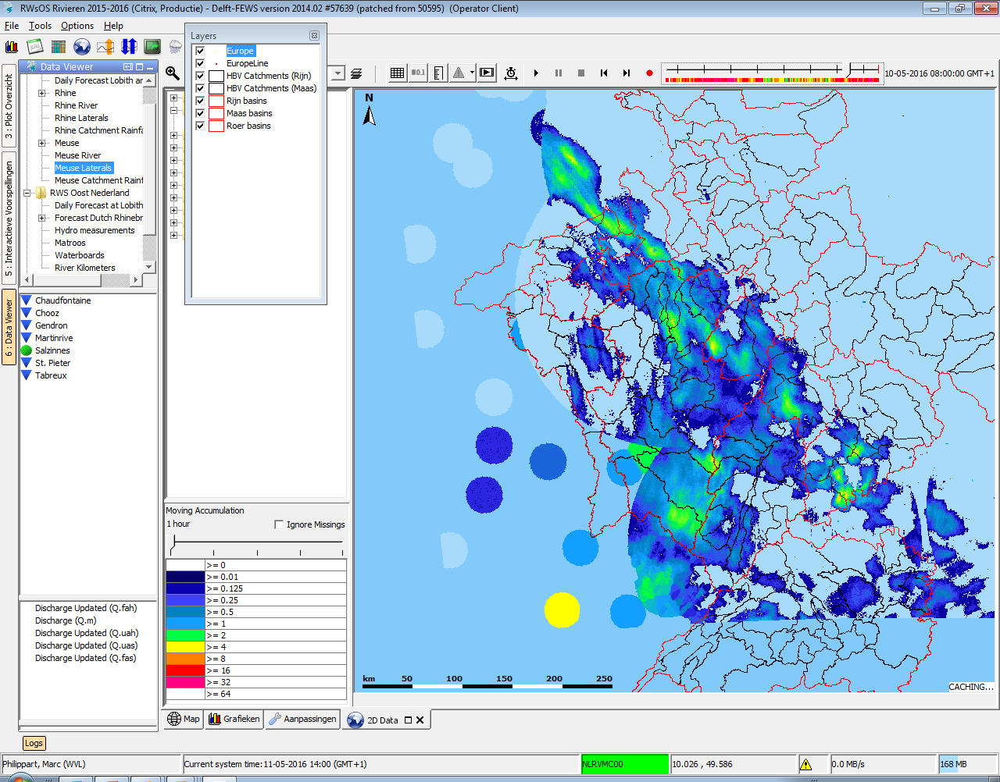 RWsOS Rivieren 2015-2016 (Citrix, Productie) - Delft-FEWS version 2014.02 #57639 (patched from 50595) (Operator Client)
File Tools Options Help
Layers
Europe
EuropeLine
HBV Catchments (Rijn)
HBV Catchments (Maas)
Rijn basins
Maas basins
Roer basins
10-05-2016 08:00:00 GMT+1
3 : Plot Overzicht
5 : Interactieve Voorspellingen
6 : Data Viewer
Data Viewer
Daily Forecast Lobith ar
Rhine
Rhine River
Rhine Laterals
Rhine Catchment Rainfa
Meuse
Meuse River
Meuse Laterals
Meuse Catchment Rainf
RWS Oost Nederland
Daily Forecast at Lobith
Forecast Dutch Rhinebr
Hydro measurements
Matroos
Waterboards
River Kilometers
Chaudfontaine
Chooz
Gendron
Martinrive
Salzinnes
St. Pieter
Tabreux
Discharge Updated (Q.fah)
Discharge (Q.m)
Discharge Updated (Q.uah)
Discharge Updated (Q.uas)
Discharge Updated (Q.fas)
Moving Accumulation
1 hour
Ignore Missings
>= 0
>= 0.01
>= 0.125
>= 0.25
>= 0.5
>= 1
>= 2
>= 4
>= 8
>= 16
>= 32
>= 64
N
km 50 100 150 200 250
CACHING...
Map Grafieken Aanpassingen 2D Data
Logs
Philippart, Marc (WVL) Current system time:11-05-2016 14:00 (GMT+1) NLRVMC00 10.026 , 49.586 0.0 MB/s 168 MB